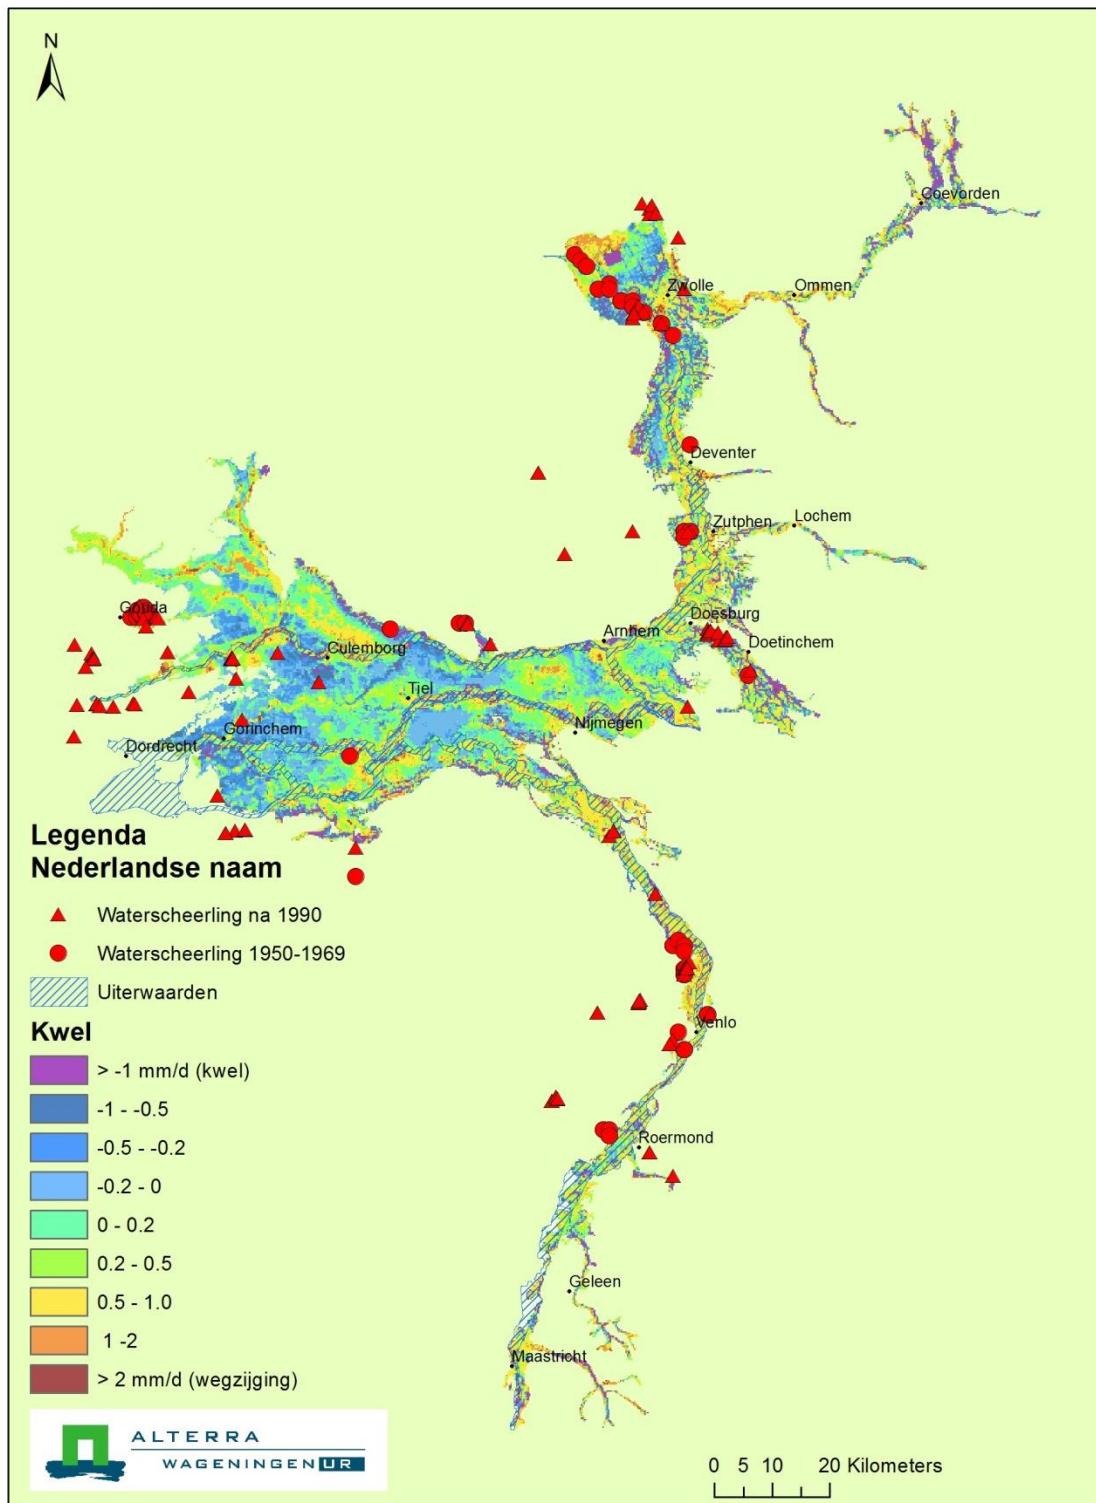 N
Coevorden
Zwolle
Ommen
Deventer
Zutphen
Lochem
Gouda
Doesburg
Arnhem
Doetinchem
Culemborg
Tiel
Nijmegen
Gorinchem
Dordrecht
Venlo
Roermond
Geleen
Maastricht
Legenda
Nederlandse naam
Waterscheerling na 1990
Waterscheerling 1950-1969
Uiterwaarden
Kwel
> -1 mm/d (kwel)
-1 - -0.5
-0.5 - -0.2
-0.2 - 0
0 - 0.2
0.2 - 0.5
0.5 - 1.0
1 -2
> 2 mm/d (wegzijging)
ALTERRA
WAGENINGEN UR
0 5 10 20 Kilometers